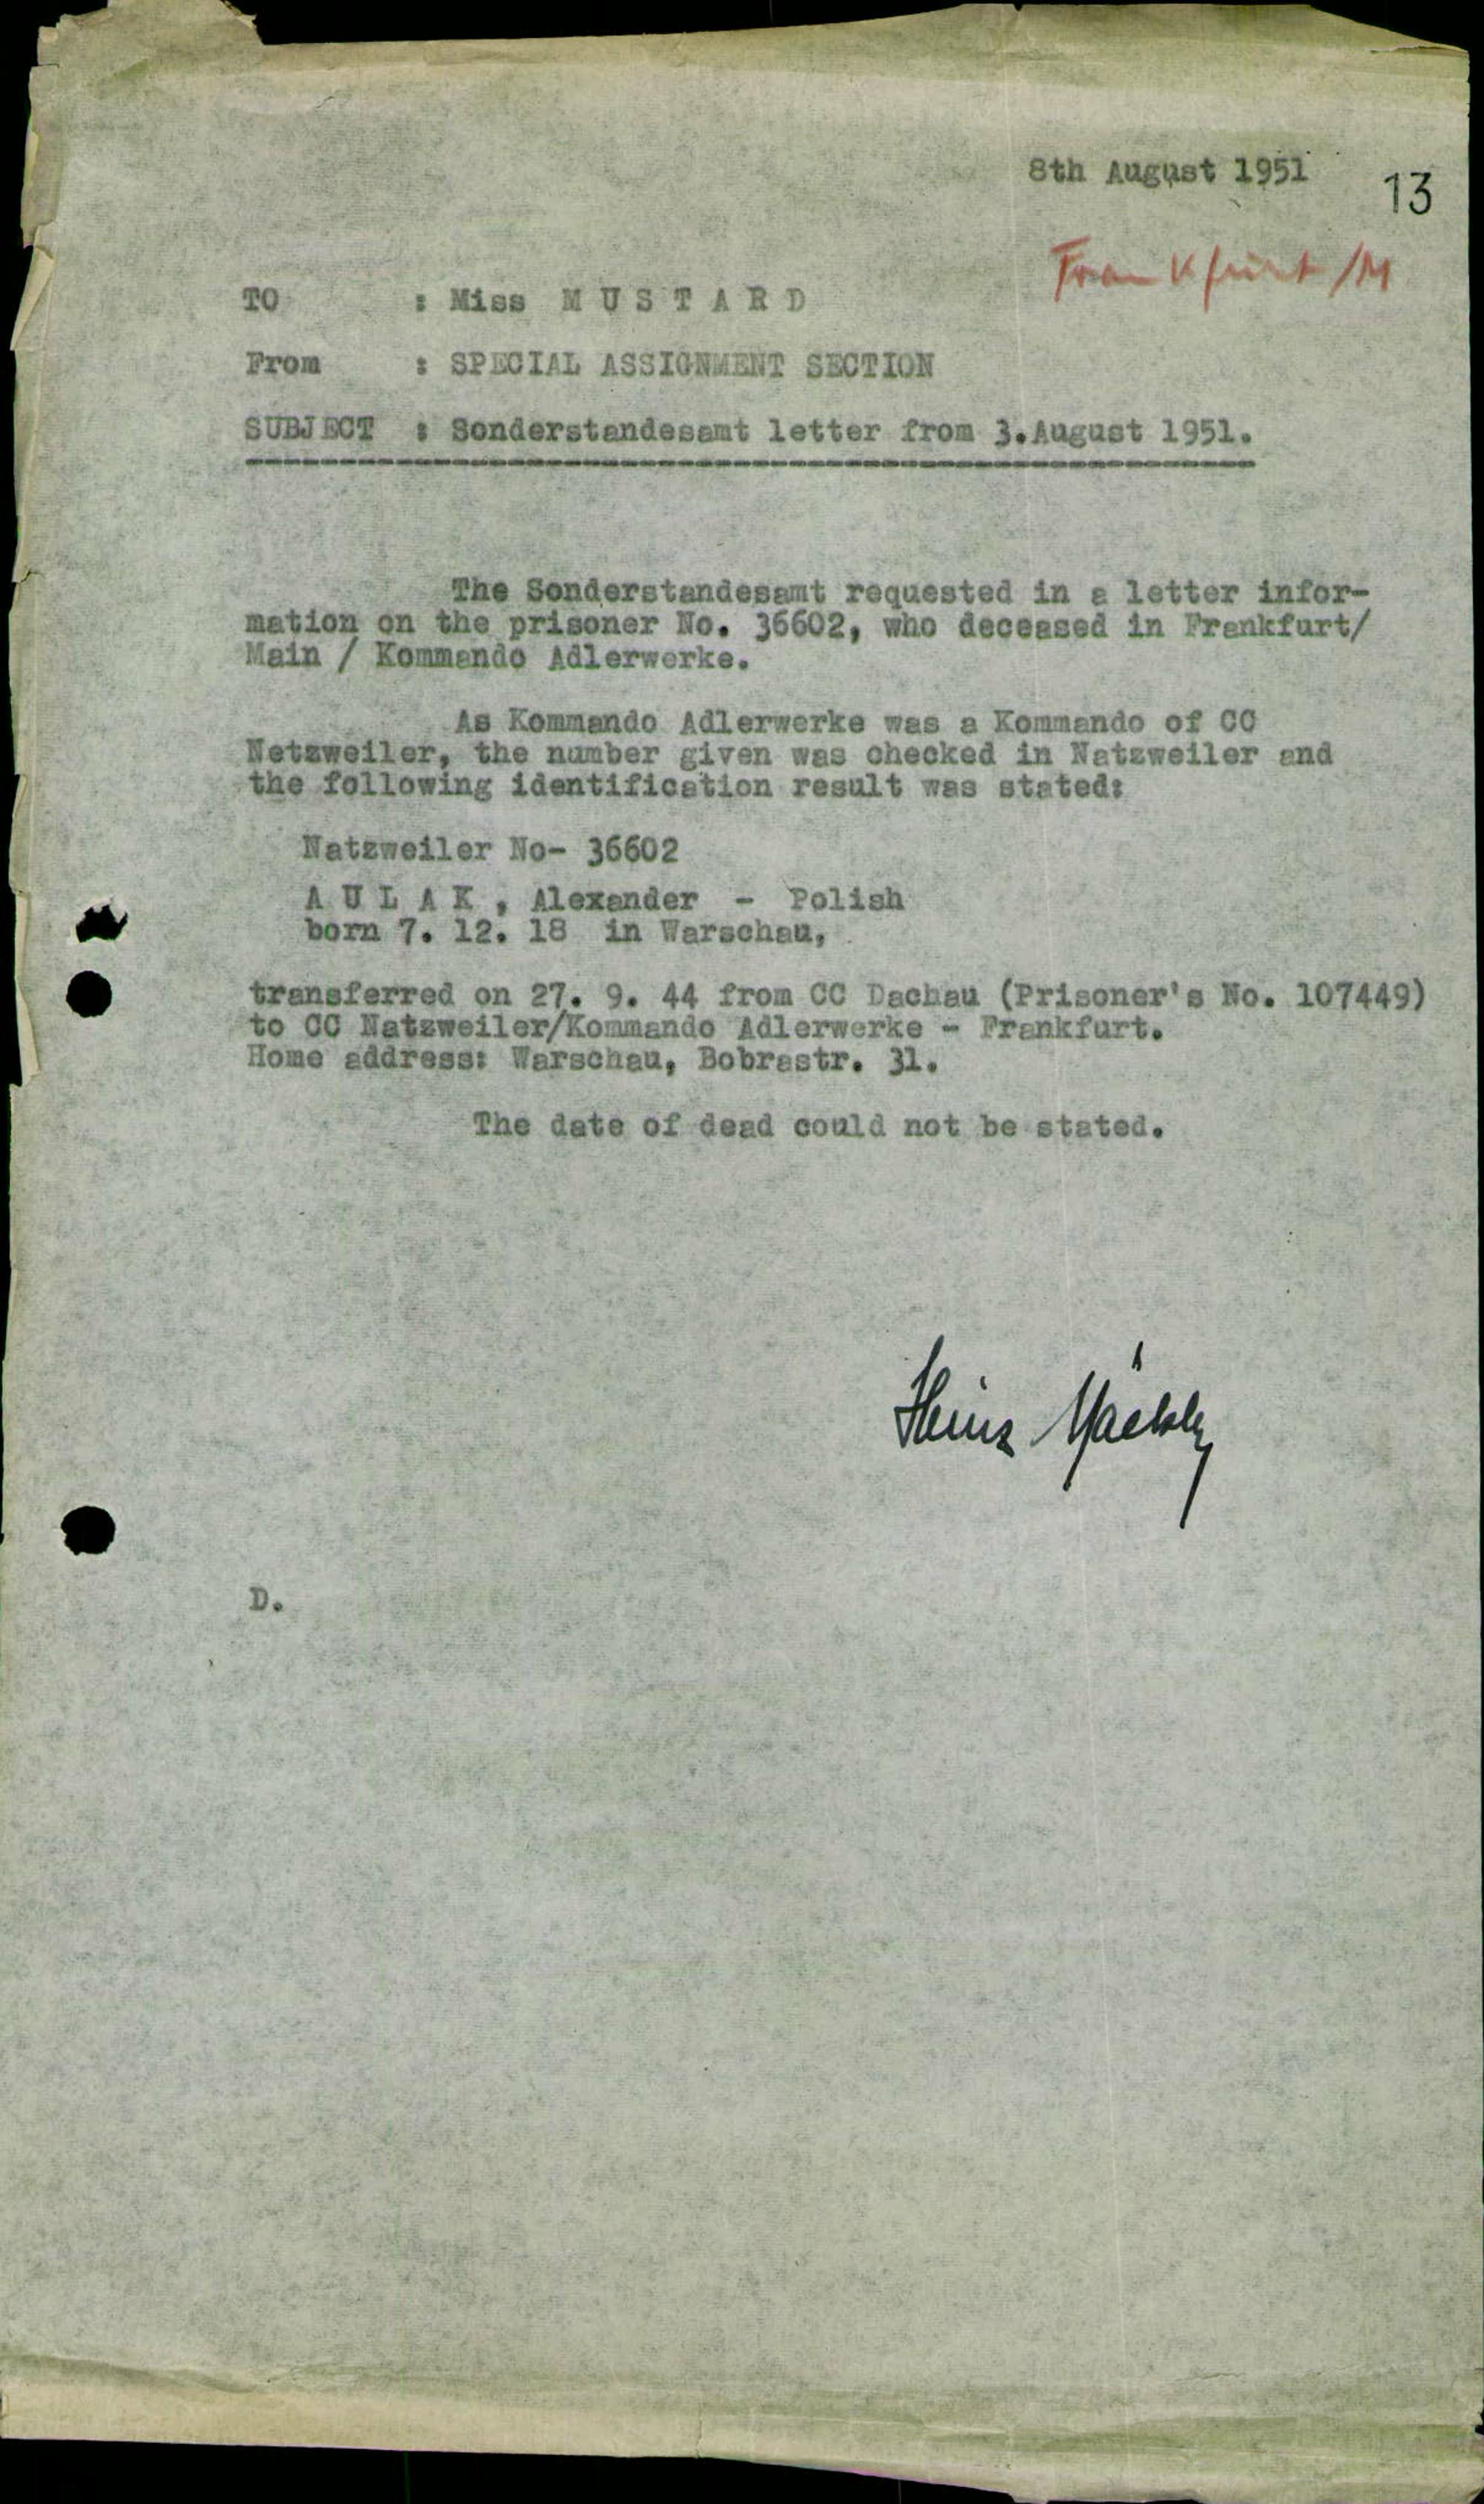 8th August 1951
13
Frankfurt /M
TO : Miss M U S T A R D
From : SPECIAL ASSIGNMENT SECTION
SUBJECT : Sonderstandesamt letter from 3.August 1951.
The Sonderstandesamt requested in a letter infor-
mation on the prisoner No. 36602, who deceased in Frankfurt/
Main / Kommando Adlerwerke.
As Kommando Adlerwerke was a Kommando of CC
Natzweiler, the number given was checked in Natzweiler and
the following identification result was stated:
Natzweiler No- 36602
A U L A K , Alexander - Polish
born 7. 12. 18 in Warschau,
transferred on 27. 9. 44 from CC Dachau (Prisoner's No. 107449)
to CC Natzweiler/Kommando Adlerwerke - Frankfurt.
Home address: Warschau, Bobrastr. 31.
The date of dead could not be stated.
Heinz
D.